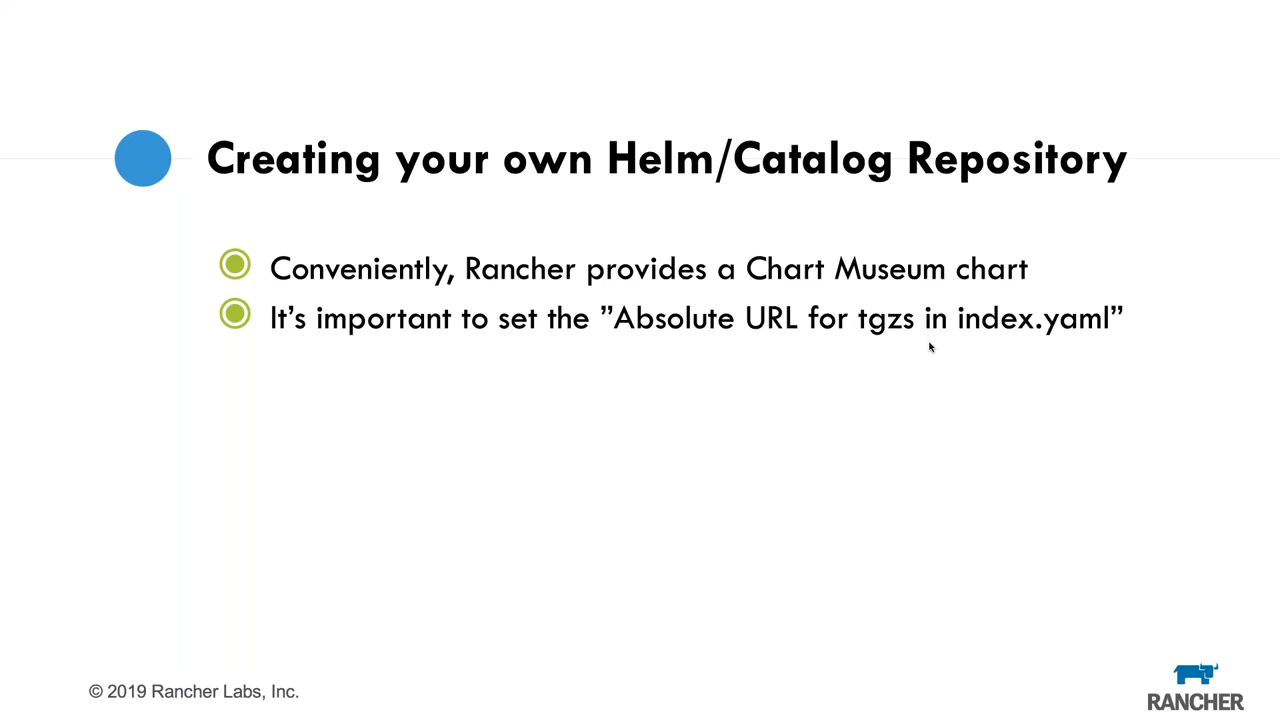 Creating your own Helm/Catalog Repository
Conveniently, Rancher provides a Chart Museum chart
It’s important to set the ”Absolute URL for tgzs in index.yaml”
© 2019 Rancher Labs, Inc.
RANCHER